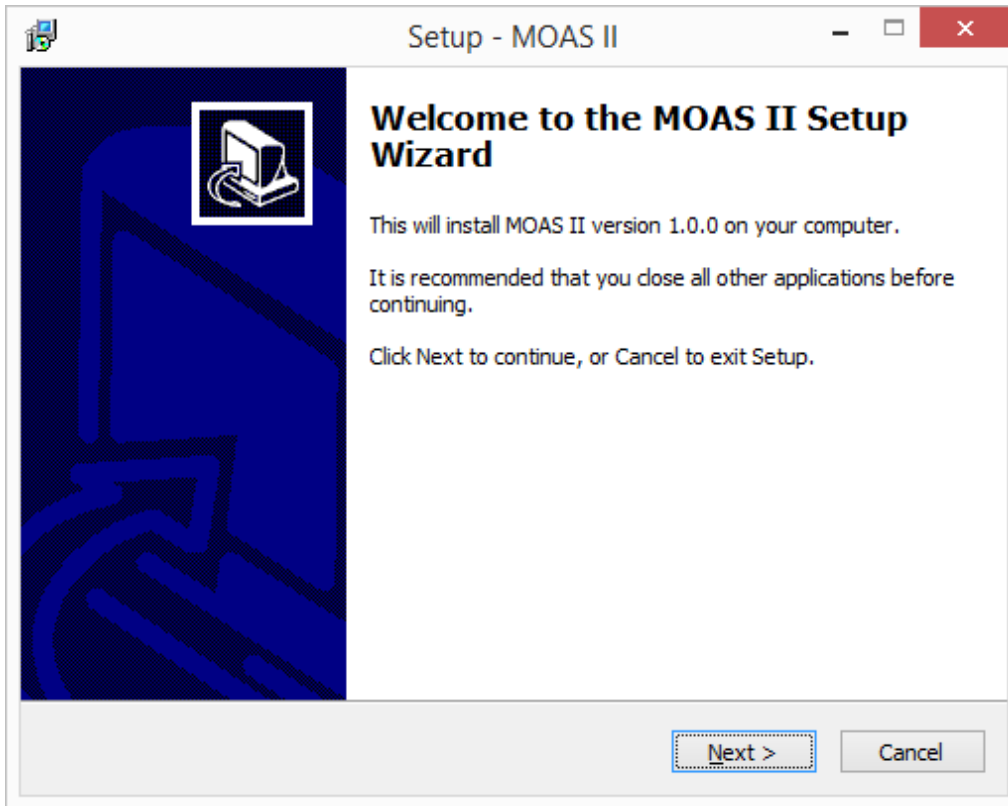 Setup - MOAS II
Welcome to the MOAS II Setup
Wizard
This will install MOAS II version 1.0.0 on your computer.
It is recommended that you close all other applications before
continuing.
Click Next to continue, or Cancel to exit Setup.
Next >
Cancel